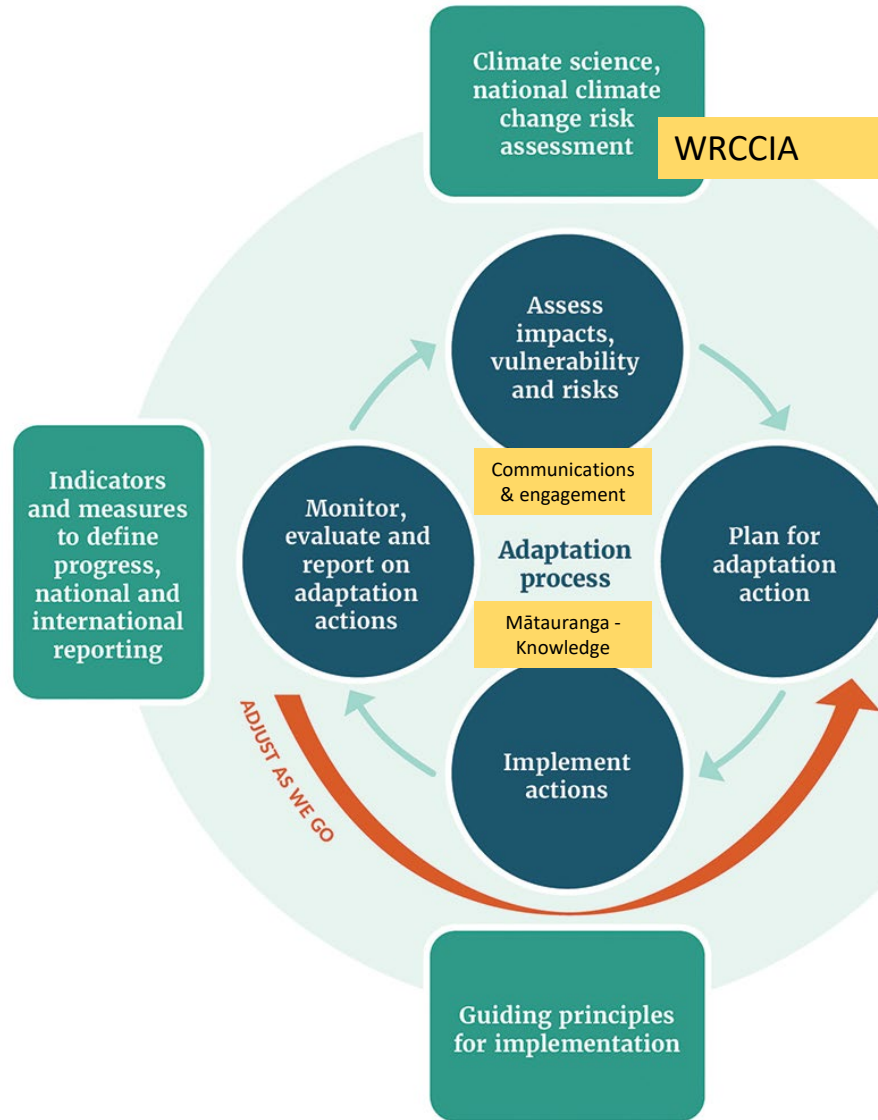 Climate science,
national climate
change risk
assessment
WRCCIA
Assess
impacts,
vulnerability
and risks
Communications
& engagement
Indicators
and measures
to define
progress,
national and
international
reporting
Monitor,
evaluate and
report on
adaptation
actions
Adaptation
process
Plan for
adaptation
action
Mātauranga -
Knowledge
Implement
actions
ADJUST AS WE GO
Guiding principles
for implementation